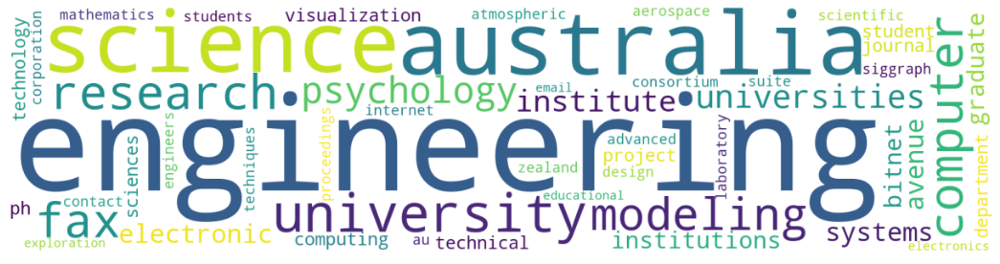 mathematics students visualization atmospheric aerospace scientific
technology corporation science australia student journal computer graduate
siggraph
research psychology email institute consortium suite universities
internet
engineering
engineers techniques proceedings advanced laboratory
sciences project bitnet avenue department
zealand design
ph contact fax university educational modeling
electronic computing au technical institutions systems
exploration electronics